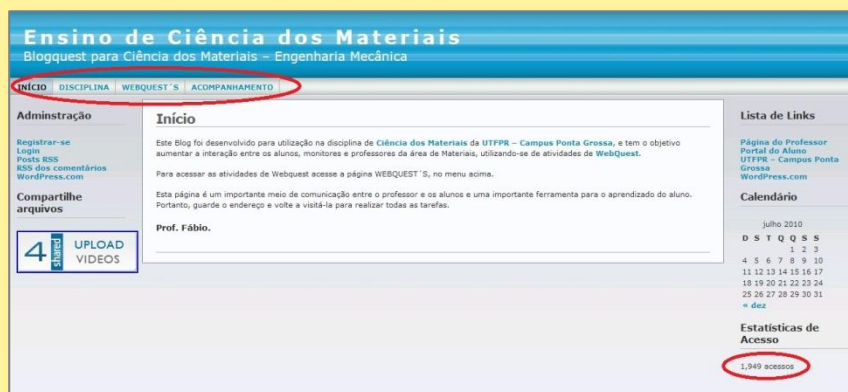 Ensino de Ciência dos Materiais
Blogquest para Ciência dos Materiais – Engenharia Mecânica
INÍCIO DISCIPLINA WEBQUEST´S ACOMPANHAMENTO
Adminstração
Registrar-se
Login
Posts RSS
RSS dos comentários
WordPress.com
Compartilhe
arquivos
4shared UPLOAD
VIDEOS
Início
Este Blog foi desenvolvido para utilização na disciplina de Ciência dos Materiais da UTFPR – Campus Ponta Grossa, e tem o objetivo
aumentar a interação entre os alunos, monitores e professores da área de Materiais, utilizando-se de atividades de WebQuest.
Para acessar as atividades de Webquest acesse a página WEBQUEST´S, no menu acima.
Esta página é um importante meio de comunicação entre o professor e os alunos e uma importante ferramenta para o aprendizado do aluno.
Portanto, guarde o endereço e volte a visitá-la para realizar todas as tarefas.
Prof. Fábio.
Lista de Links
Página do Professor
Portal do Aluno
UTFPR – Campus Ponta
Grossa
WordPress.com
Calendário
julho 2010
D S T Q Q S S
1 2 3
4 5 6 7 8 9 10
11 12 13 14 15 16 17
18 19 20 21 22 23 24
25 26 27 28 29 30 31
« dez
Estatísticas de
Acesso
1,949 acessos